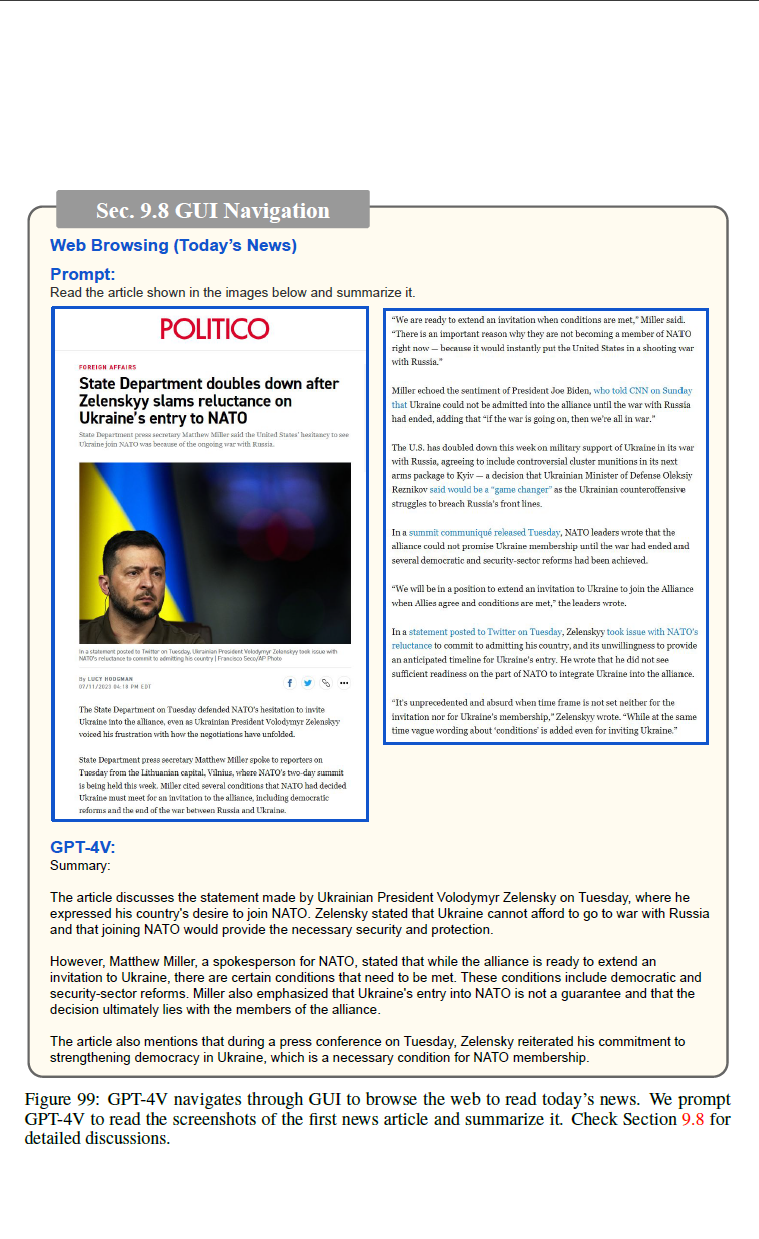 Sec. 9.8 GUI Navigation
Web Browsing (Today's News)
Prompt:
Read the article shown in the images below and summarize it.
POLITICO
FOREIGN AFFAIRS
State Department doubles down after
Zelenskyy slams reluctance on
Ukraine's entry to NATO
State Department press secretary Matthew Miller said the United States' hesitancy to see
Ukraine join NATO was because of the ongoing war with Russia.
In a statement posted to Twitter on Tuesday, Ukrainian President Volodymyr Zelenskyy took issue with
NATO's reluctance to commit to admitting his country | Francisco Seco/AP Photo
By LUCY HODGMAN
07/11/2023 04:19 PM EDT
The State Department on Tuesday defended NATO's hesitation to invite
Ukraine into the alliance, even as Ukrainian President Volodymyr Zelenskyy
voiced his frustration with how the negotiations have unfolded.
State Department press secretary Matthew Miller spoke to reporters on
Tuesday from the Lithuanian capital, Vilnius, where NATO's two-day summit
is being held this week. Miller cited several conditions that NATO had decided
Ukraine must meet for an invitation to the alliance, including democratic
reforms and the end of the war between Russia and Ukraine.
"We are ready to extend an invitation when conditions are met," Miller said.
"There is an important reason why they are not becoming a member of NATO
right now — because it would instantly put the United States in a shooting war
with Russia."
Miller echoed the sentiment of President Joe Biden, who told CNN on Sunday
that Ukraine could not be admitted into the alliance until the war with Russia
had ended, adding that "if the war is going on, then we're all in war."
The U.S. has doubled down this week on military support of Ukraine in its war
with Russia, agreeing to include controversial cluster munitions in its next
arms package to Kyiv — a decision that Ukrainian Minister of Defense Oleksiy
Reznikov said would be a "game changer" as the Ukrainian counteroffensive
struggles to breach Russia's front lines.
In a summit communiqué released Tuesday, NATO leaders wrote that the
alliance could not promise Ukraine membership until the war had ended and
several democratic and security-sector reforms had been achieved.
"We will be in a position to extend an invitation to Ukraine to join the Alliance
when Allies agree and conditions are met," the leaders wrote.
In a statement posted to Twitter on Tuesday, Zelenskyy took issue with NATO's
reluctance to commit to admitting his country, and its unwillingness to provide
an anticipated timeline for Ukraine's entry. He wrote that he did not see
sufficient readiness on the part of NATO to integrate Ukraine into the alliance.
"It's unprecedented and absurd when time frame is not set neither for the
invitation nor for Ukraine's membership," Zelenskyy wrote. "While at the same
time vague wording about 'conditions' is added even for inviting Ukraine."
GPT-4V:
Summary:
The article discusses the statement made by Ukrainian President Volodymyr Zelensky on Tuesday, where he
expressed his country's desire to join NATO. Zelensky stated that Ukraine cannot afford to go to war with Russia
and that joining NATO would provide the necessary security and protection.
However, Matthew Miller, a spokesperson for NATO, stated that while the alliance is ready to extend an
invitation to Ukraine, there are certain conditions that need to be met. These conditions include democratic and
security-sector reforms. Miller also emphasized that Ukraine's entry into NATO is not a guarantee and that the
decision ultimately lies with the members of the alliance.
The article also mentions that during a press conference on Tuesday, Zelensky reiterated his commitment to
strengthening democracy in Ukraine, which is a necessary condition for NATO membership.
Figure 99: GPT-4V navigates through GUI to browse the web to read today's news. We prompt
GPT-4V to read the screenshots of the first news article and summarize it. Check Section 9.8 for
detailed discussions.